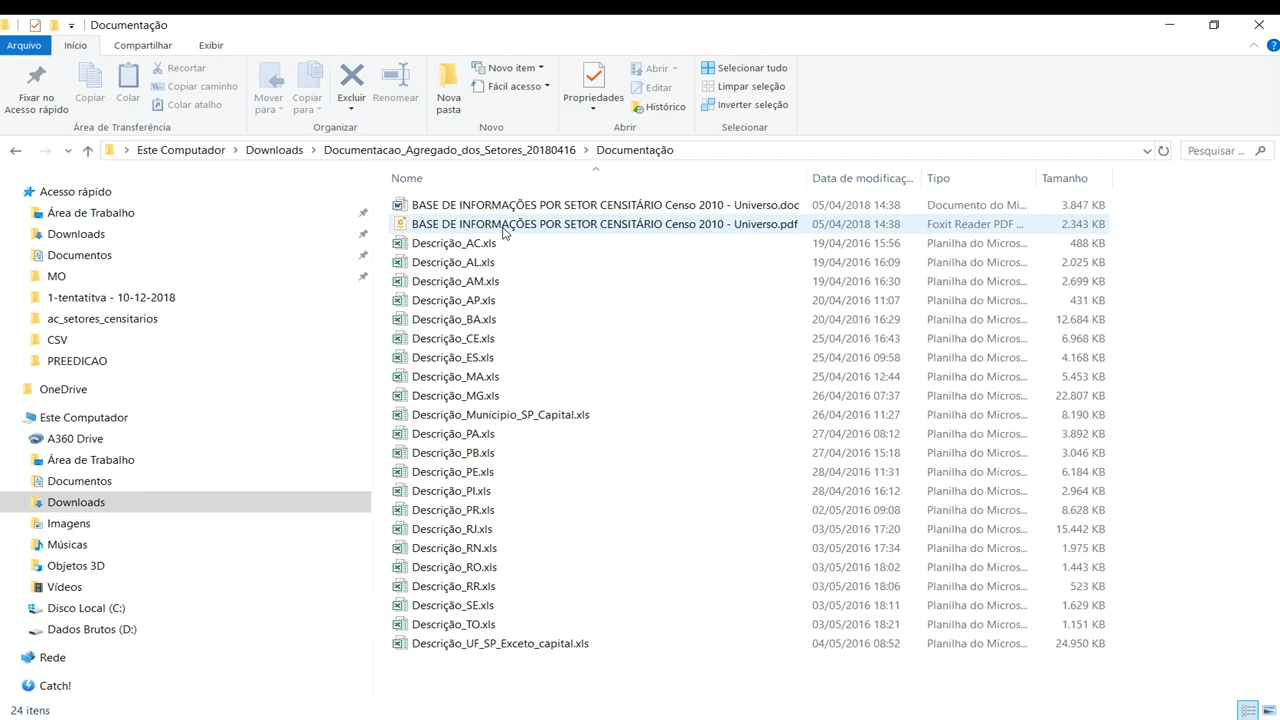 Documentação
Arquivo Início Compartilhar Exibir
Fixar no Acesso rápido
Copiar
Colar
Recortar
Copiar caminho
Colar atalho
Mover para
Copiar para
Excluir
Renomear
Nova pasta
Novo item
Fácil acesso
Propriedades
Abrir
Editar
Histórico
Selecionar tudo
Limpar seleção
Inverter seleção
Área de Transferência Organizar Novo Abrir Selecionar
Este Computador Downloads Documentacao_Agregado_dos_Setores_20180416 Documentação Pesquisar ...
Acesso rápido
Área de Trabalho
Downloads
Documentos
MO
1-tentatitva - 10-12-2018
ac_setores_censitarios
CSV
PREEDICAO
OneDrive
Este Computador
A360 Drive
Área de Trabalho
Documentos
Downloads
Imagens
Músicas
Objetos 3D
Vídeos
Disco Local (C:)
Dados Brutos (D:)
Rede
Catch!
Nome Data de modificaç... Tipo Tamanho
BASE DE INFORMAÇÕES POR SETOR CENSITÁRIO Censo 2010 - Universo.doc 05/04/2018 14:38 Documento do Mi... 3.847 KB
BASE DE INFORMAÇÕES POR SETOR CENSITÁRIO Censo 2010 - Universo.pdf 05/04/2018 14:38 Foxit Reader PDF ... 2.343 KB
Descrição_AC.xls 19/04/2016 15:56 Planilha do Micros... 488 KB
Descrição_AL.xls 19/04/2016 16:09 Planilha do Micros... 2.025 KB
Descrição_AM.xls 19/04/2016 16:30 Planilha do Micros... 2.699 KB
Descrição_AP.xls 20/04/2016 11:07 Planilha do Micros... 431 KB
Descrição_BA.xls 20/04/2016 16:29 Planilha do Micros... 12.684 KB
Descrição_CE.xls 25/04/2016 16:43 Planilha do Micros... 6.968 KB
Descrição_ES.xls 25/04/2016 09:58 Planilha do Micros... 4.168 KB
Descrição_MA.xls 25/04/2016 12:44 Planilha do Micros... 5.453 KB
Descrição_MG.xls 26/04/2016 07:37 Planilha do Micros... 22.807 KB
Descrição_Municipio_SP_Capital.xls 26/04/2016 11:27 Planilha do Micros... 8.190 KB
Descrição_PA.xls 27/04/2016 08:12 Planilha do Micros... 3.892 KB
Descrição_PB.xls 27/04/2016 15:18 Planilha do Micros... 3.046 KB
Descrição_PE.xls 28/04/2016 11:31 Planilha do Micros... 6.184 KB
Descrição_PI.xls 28/04/2016 16:12 Planilha do Micros... 2.964 KB
Descrição_PR.xls 02/05/2016 09:08 Planilha do Micros... 8.628 KB
Descrição_RJ.xls 03/05/2016 17:20 Planilha do Micros... 15.442 KB
Descrição_RN.xls 03/05/2016 17:34 Planilha do Micros... 1.975 KB
Descrição_RO.xls 03/05/2016 18:02 Planilha do Micros... 1.443 KB
Descrição_RR.xls 03/05/2016 18:06 Planilha do Micros... 523 KB
Descrição_SE.xls 03/05/2016 18:11 Planilha do Micros... 1.629 KB
Descrição_TO.xls 03/05/2016 18:21 Planilha do Micros... 1.151 KB
Descrição_UF_SP_Exceto_capital.xls 04/05/2016 08:52 Planilha do Micros... 24.950 KB
24 itens